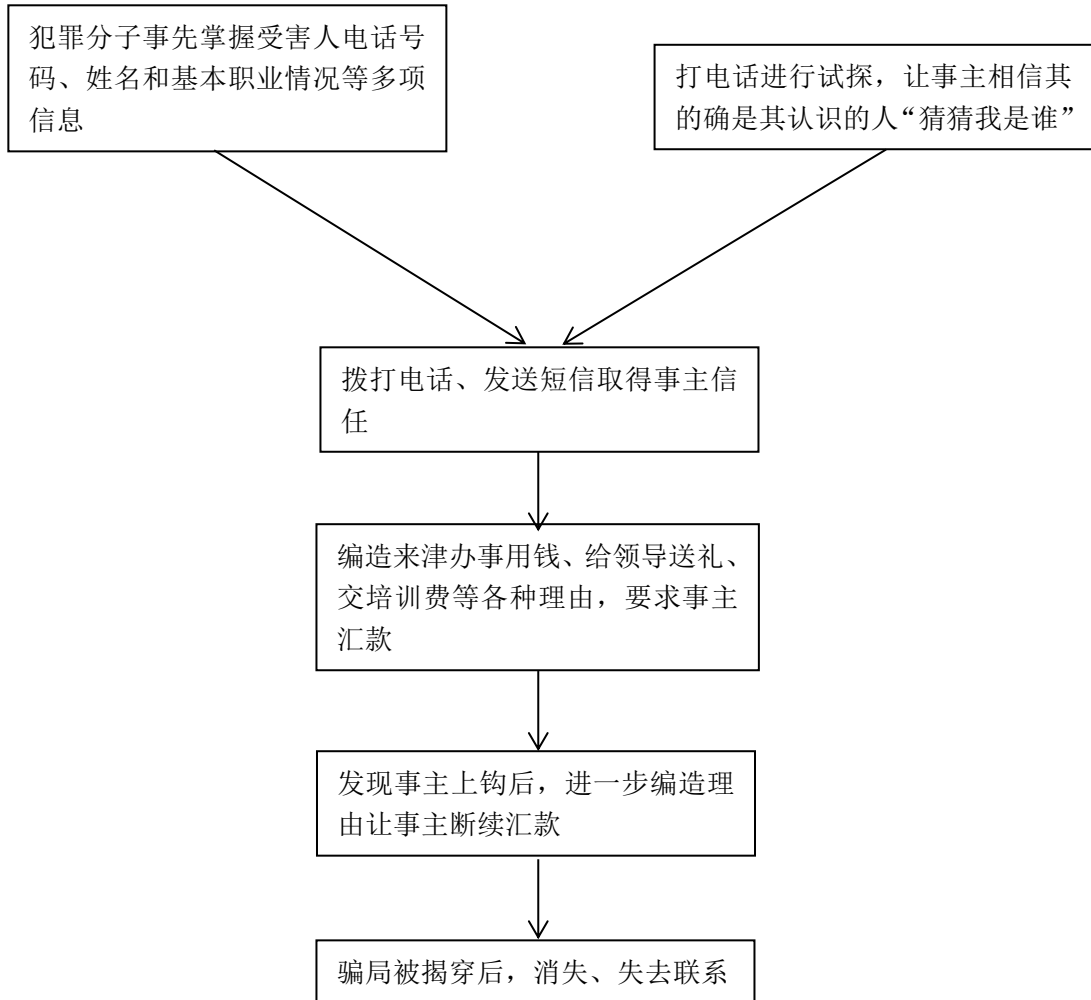 犯罪分子事先掌握受害人电话号
码、姓名和基本职业情况等多项
信息
打电话进行试探，让事主相信其
的确是其认识的人“猜猜我是谁”
拨打电话、发送短信取得事主信
任
编造来津办事用钱、给领导送礼、
交培训费等各种理由，要求事主
汇款
发现事主上钩后，进一步编造理
由让事主断续汇款
骗局被揭穿后，消失、失去联系